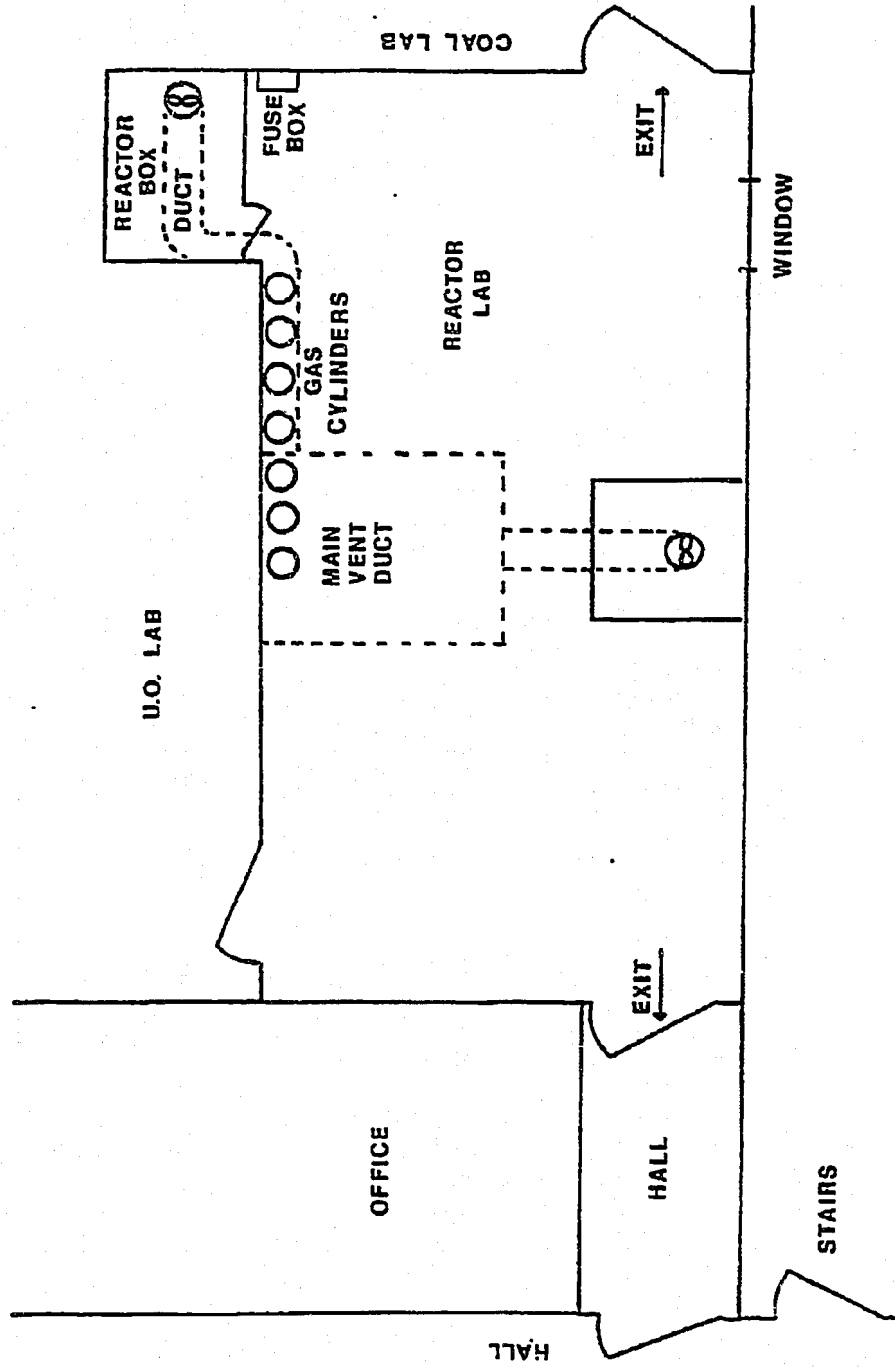 COAL LAB
REACTOR
BOX
DUCT
FUSE
BOX
EXIT
WINDOW
REACTOR
LAB
GAS
CYLINDERS
MAIN
VENT
DUCT
U.O. LAB
EXIT
OFFICE
HALL
STAIRS
HALL